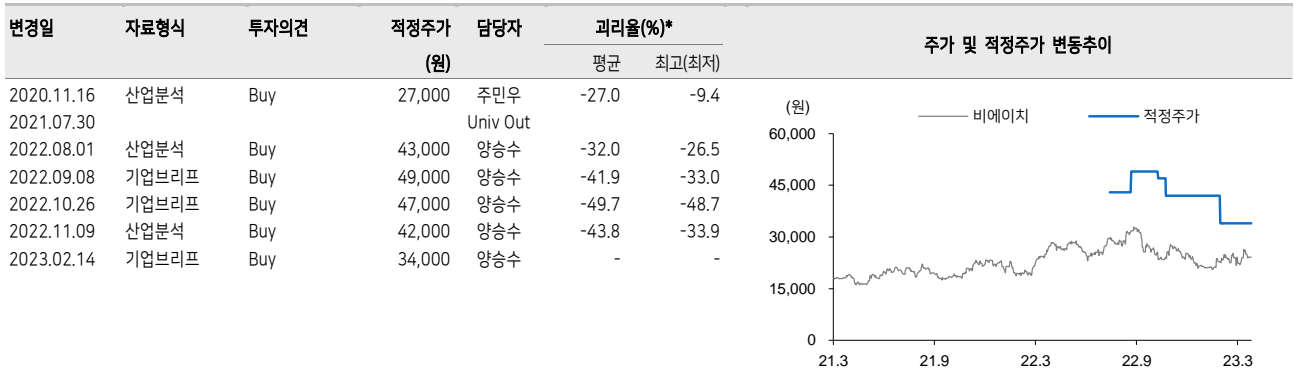 변경일 자료형식 투자의견 적정주가 담당자 괴리율(%)* 주가 및 적정주가 변동추이
(원) 평균 최고(최저)
2020.11.16 산업분석 Buy 27,000 주민우 -27.0 -9.4
2021.07.30 Univ Out
2022.08.01 산업분석 Buy 43,000 양승수 -32.0 -26.5
2022.09.08 기업브리프 Buy 49,000 양승수 -41.9 -33.0
2022.10.26 기업브리프 Buy 47,000 양승수 -49.7 -48.7
2022.11.09 산업분석 Buy 42,000 양승수 -43.8 -33.9
2023.02.14 기업브리프 Buy 34,000 양승수 - -
(원) 비에이치 적정주가
60,000
45,000
30,000
15,000
0
21.3 21.9 22.3 22.9 23.3